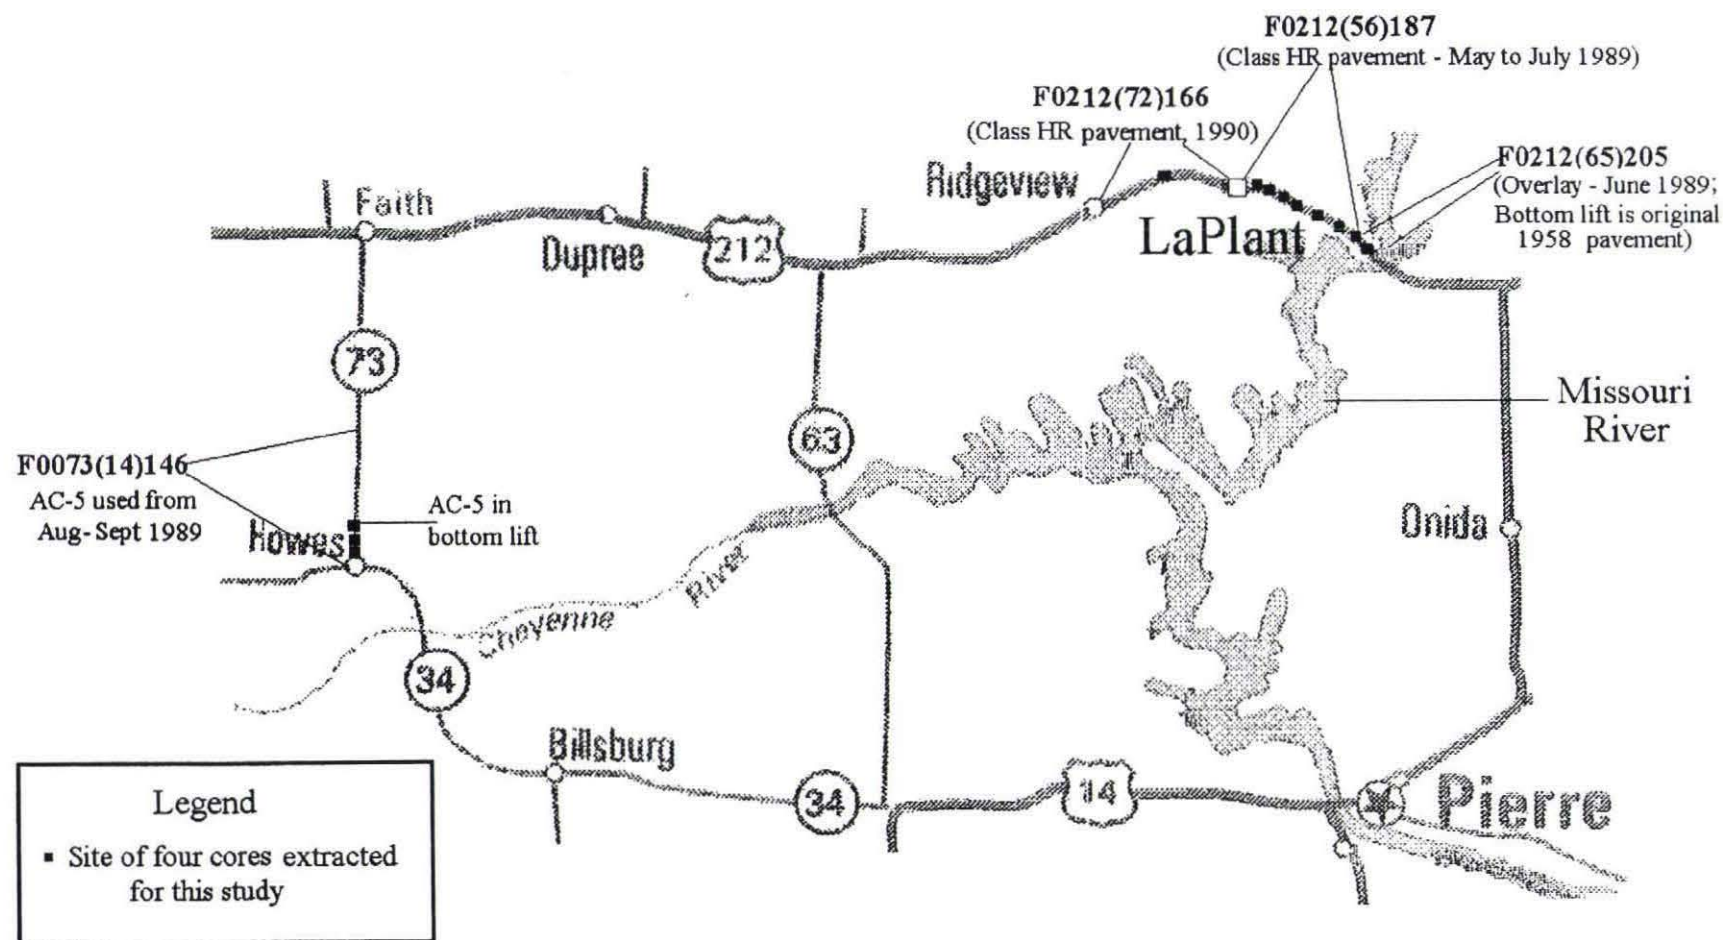 F0212(56)187
(Class HR pavement - May to July 1989)
F0212(72)166
(Class HR pavement, 1990)
F0212(65)205
(Overlay - June 1989;
Bottom lift is original
1958 pavement)
Ridgeview
LaPlant
Faith
Dupree
212
73
63
Missouri
River
F0073(14)146
AC-5 used from
Aug- Sept 1989
AC-5 in
bottom lift
Howes
Onida
Cheyenne
River
34
Billsburg
34
14
Pierre
Legend
▪ Site of four cores extracted
for this study